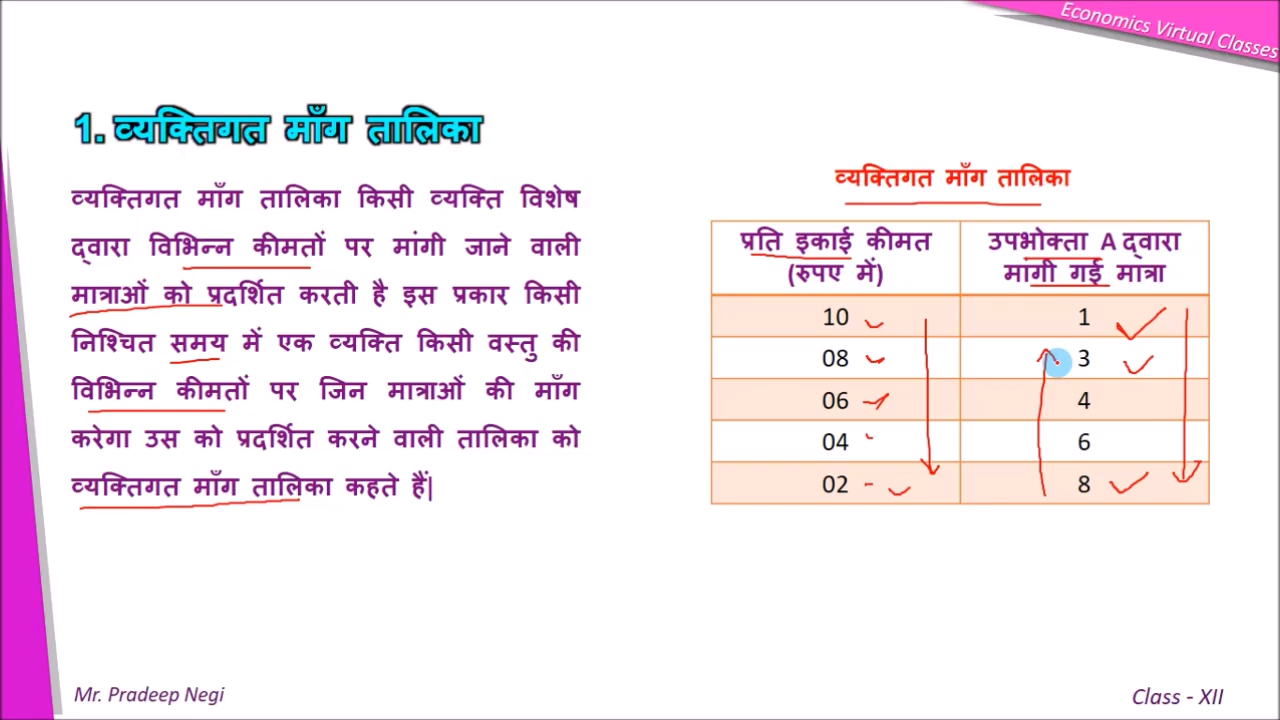 Economics Virtual Classes
1. व्यक्तिगत माँग तालिका
व्यक्तिगत माँग तालिका किसी व्यक्ति विशेष
द्वारा विभिन्न कीमतों पर मांगी जाने वाली
मात्राओं को प्रदर्शित करती है इस प्रकार किसी
निश्चित समय में एक व्यक्ति किसी वस्तु की
विभिन्न कीमतों पर जिन मात्राओं की माँग
करेगा उस को प्रदर्शित करने वाली तालिका को
व्यक्तिगत माँग तालिका कहते हैं|
व्यक्तिगत माँग तालिका
प्रति इकाई कीमत
(रुपए में)
उपभोक्ता A द्वारा
मांगी गई मात्रा
10 1
08 3
06 4
04 6
02 8
Mr. Pradeep Negi
Class - XII